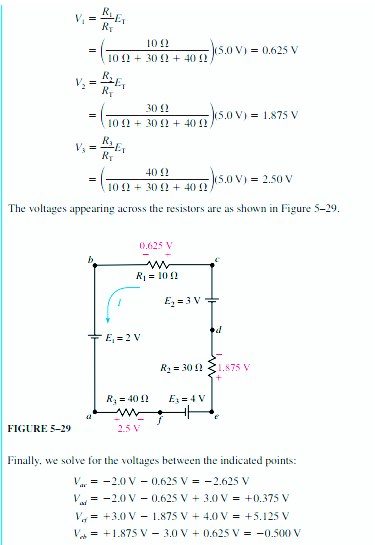 V₁ = R₁/R_T E_T
= (10 Ω / 10 Ω + 30 Ω + 40 Ω)(5.0 V) = 0.625 V
V₂ = R₂/R_T E_T
= (30 Ω / 10 Ω + 30 Ω + 40 Ω)(5.0 V) = 1.875 V
V₃ = R₃/R_T E_T
= (40 Ω / 10 Ω + 30 Ω + 40 Ω)(5.0 V) = 2.50 V
The voltages appearing across the resistors are as shown in Figure 5–29.
0.625 V
b − + c
R₁ = 10 Ω
I E₂ = 3 V
E₁ = 2 V d
−
R₂ = 30 Ω 1.875 V
+
R₃ = 40 Ω E₃ = 4 V
a + − f e
FIGURE 5–29 2.5 V
Finally, we solve for the voltages between the indicated points:
V_ac = −2.0 V − 0.625 V = −2.625 V
V_ad = −2.0 V − 0.625 V + 3.0 V = +0.375 V
V_cf = +3.0 V − 1.875 V + 4.0 V = +5.125 V
V_eb = +1.875 V − 3.0 V + 0.625 V = −0.500 V